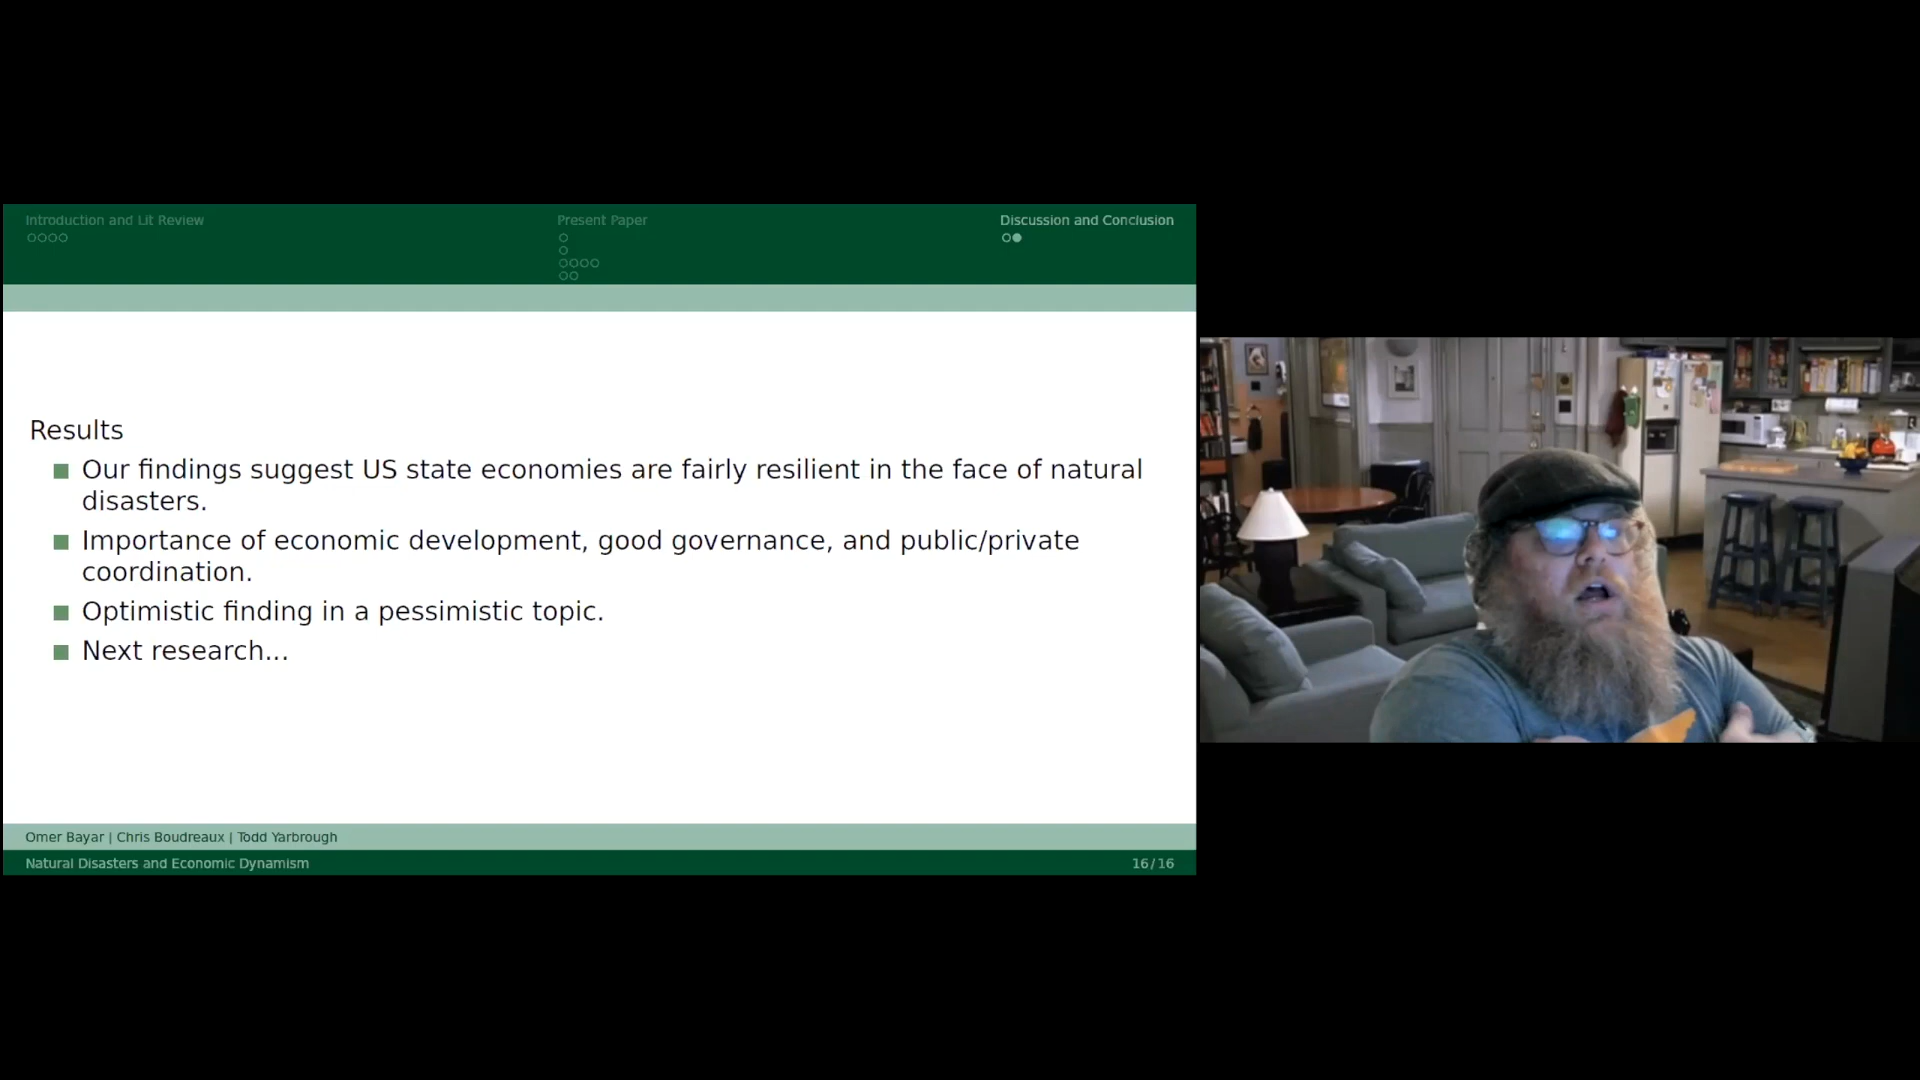 Introduction and Lit Review
Present Paper
Discussion and Conclusion
Results
Our findings suggest US state economies are fairly resilient in the face of natural
disasters.
Importance of economic development, good governance, and public/private
coordination.
Optimistic finding in a pessimistic topic.
Next research...
Omer Bayar | Chris Boudreaux | Todd Yarbrough
Natural Disasters and Economic Dynamism
16/16